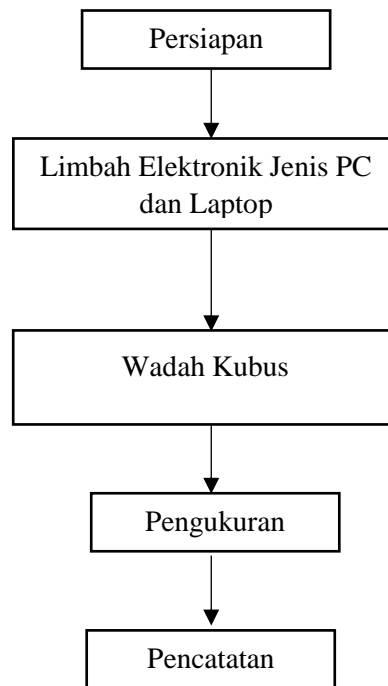 Persiapan
Limbah Elektronik Jenis PC
dan Laptop
Wadah Kubus
Pengukuran
Pencatatan